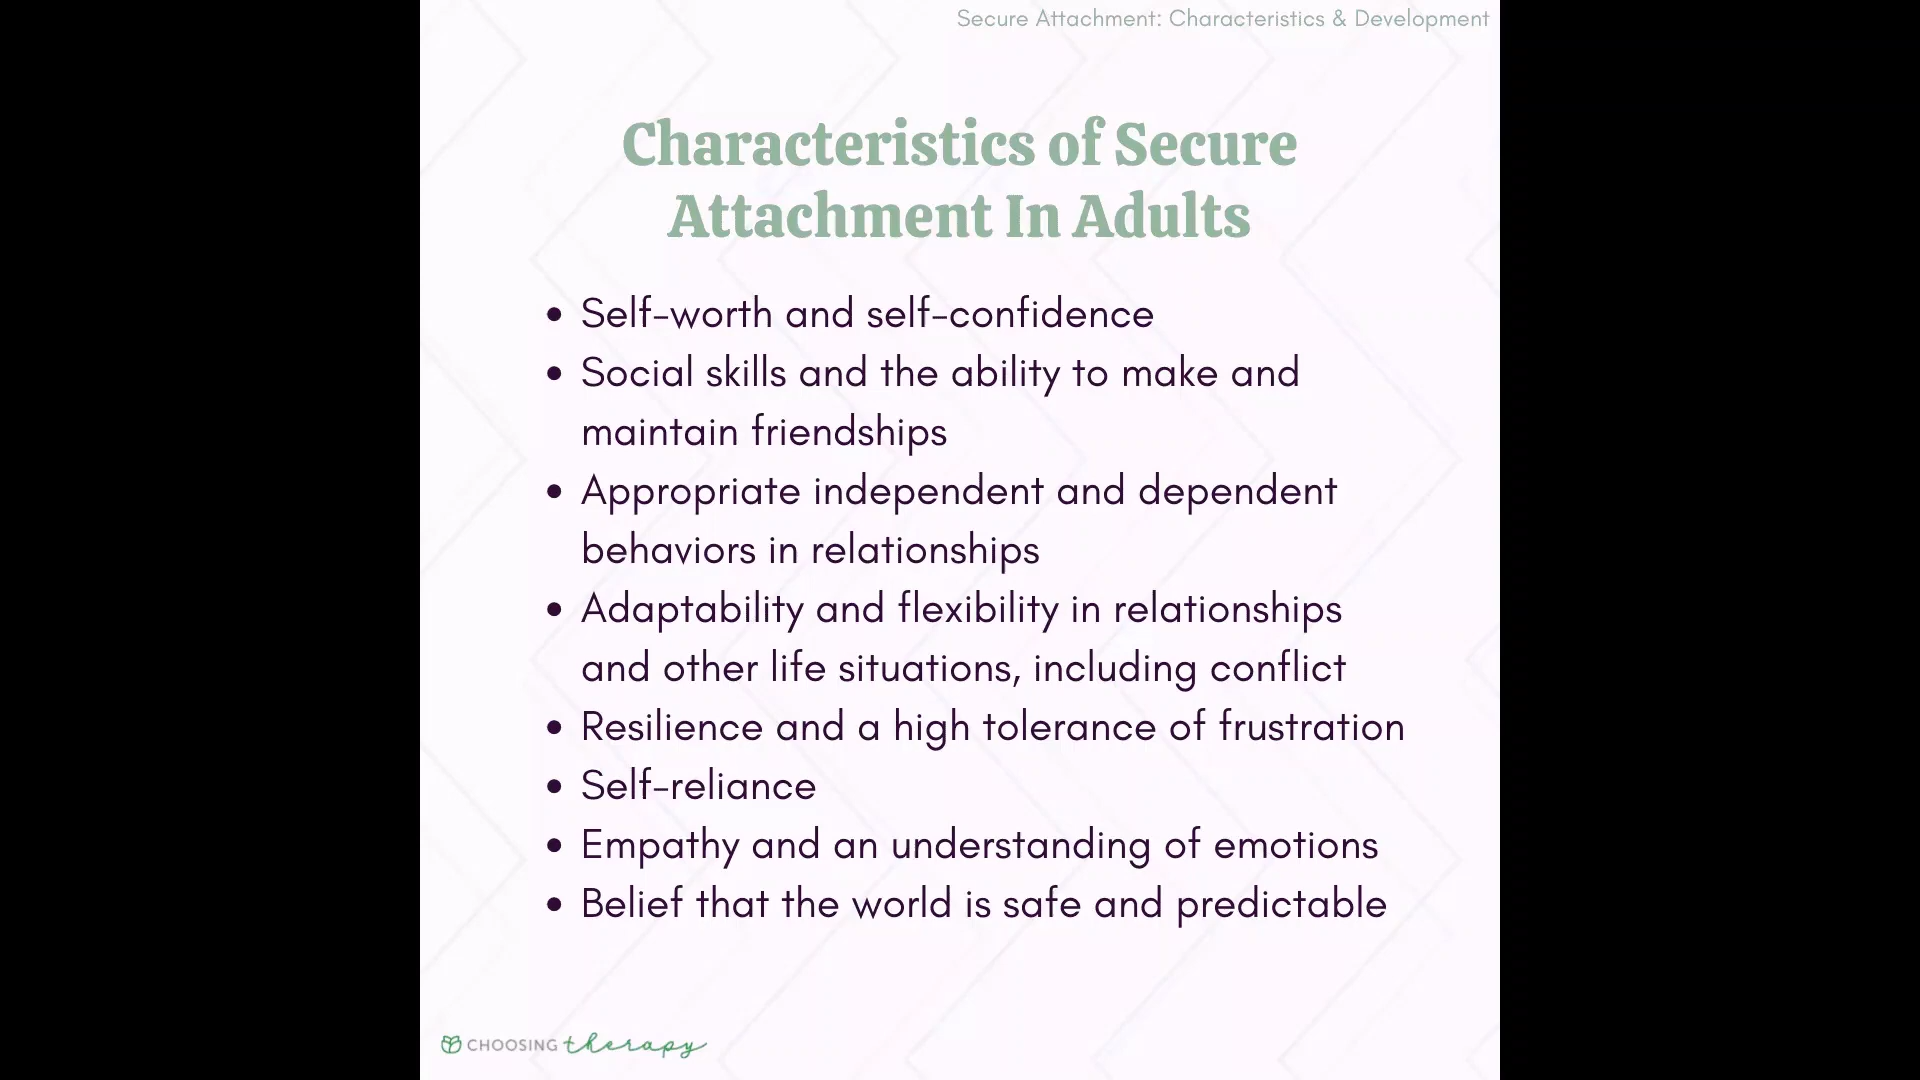 Secure Attachment: Characteristics & Development
Characteristics of Secure
Attachment In Adults
• Self-worth and self-confidence
• Social skills and the ability to make and
maintain friendships
• Appropriate independent and dependent
behaviors in relationships
• Adaptability and flexibility in relationships
and other life situations, including conflict
• Resilience and a high tolerance of frustration
• Self-reliance
• Empathy and an understanding of emotions
• Belief that the world is safe and predictable
CHOOSING therapy